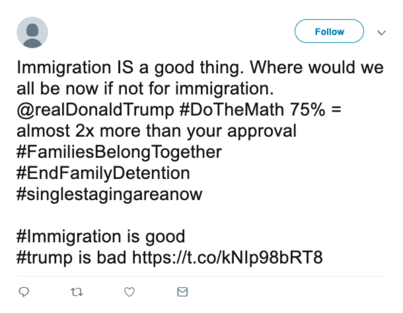 Follow
Immigration IS a good thing. Where would we
all be now if not for immigration.
@realDonaldTrump #DoTheMath 75% =
almost 2x more than your approval
#FamiliesBelongTogether
#EndFamilyDetention
#singlestagingareanow
#Immigration is good
#trump is bad https://t.co/kNIp98bRT8